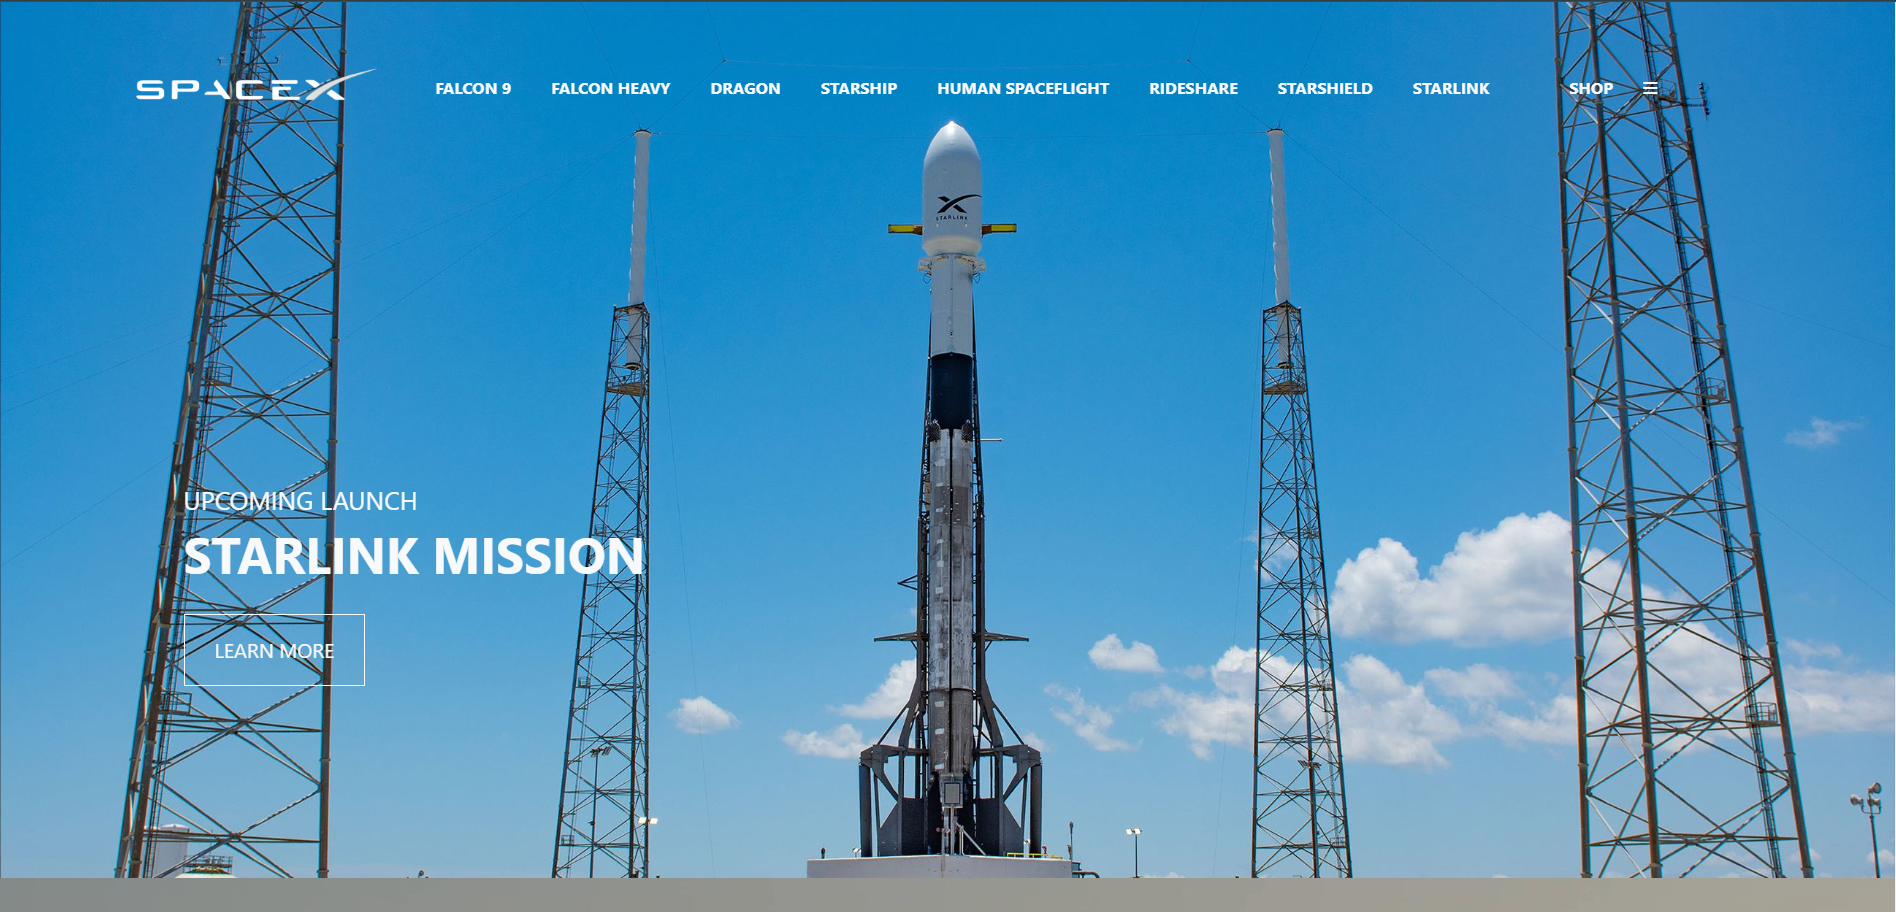 SPACEX
FALCON 9
FALCON HEAVY
DRAGON
STARSHIP
HUMAN SPACEFLIGHT
RIDESHARE
STARSHIELD
STARLINK
SHOP
STARLINK
UPCOMING LAUNCH
STARLINK MISSION
LEARN MORE